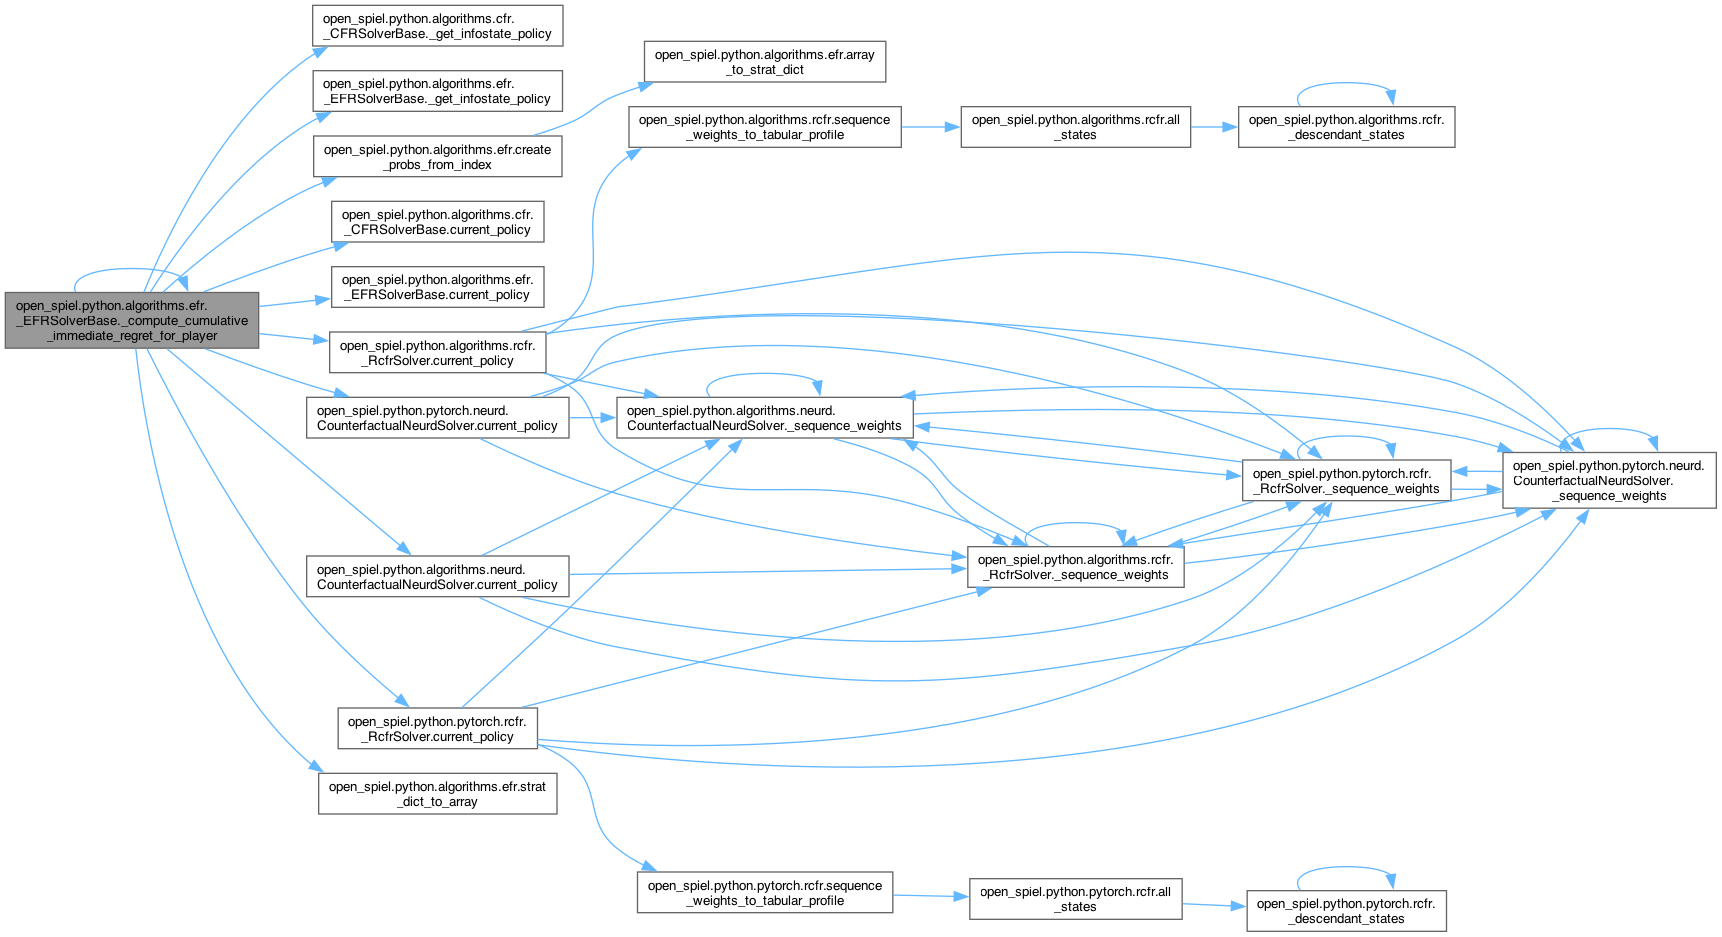 open_spiel.python.algorithms.cfr.
_CFRSolverBase._get_infostate_policy
open_spiel.python.algorithms.efr.
_EFRSolverBase._get_infostate_policy
open_spiel.python.algorithms.efr.create
_probs_from_index
open_spiel.python.algorithms.cfr.
_CFRSolverBase.current_policy
open_spiel.python.algorithms.efr.
_EFRSolverBase.current_policy
open_spiel.python.algorithms.efr.
_EFRSolverBase._compute_cumulative
_immediate_regret_for_player
open_spiel.python.algorithms.rcfr.
_RcfrSolver.current_policy
open_spiel.python.pytorch.neurd.
CounterfactualNeurdSolver.current_policy
open_spiel.python.algorithms.neurd.
CounterfactualNeurdSolver.current_policy
open_spiel.python.pytorch.rcfr.
_RcfrSolver.current_policy
open_spiel.python.algorithms.efr.strat
_dict_to_array
open_spiel.python.algorithms.efr.array
_to_strat_dict
open_spiel.python.algorithms.rcfr.sequence
_weights_to_tabular_profile
open_spiel.python.algorithms.rcfr.all
_states
open_spiel.python.algorithms.rcfr.
_descendant_states
open_spiel.python.algorithms.neurd.
CounterfactualNeurdSolver._sequence_weights
open_spiel.python.pytorch.rcfr.
_RcfrSolver._sequence_weights
open_spiel.python.pytorch.neurd.
CounterfactualNeurdSolver.
_sequence_weights
open_spiel.python.algorithms.rcfr.
_RcfrSolver._sequence_weights
open_spiel.python.pytorch.rcfr.sequence
_weights_to_tabular_profile
open_spiel.python.pytorch.rcfr.all
_states
open_spiel.python.pytorch.rcfr.
_descendant_states